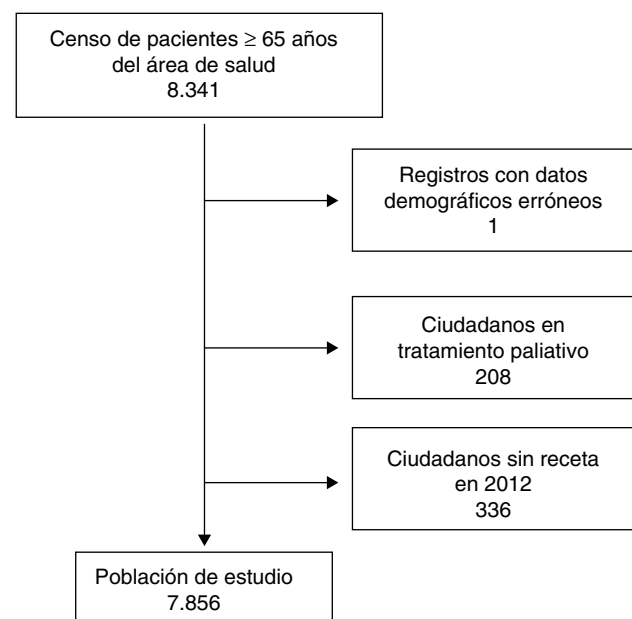 Censo de pacientes ≥ 65 años
del área de salud
8.341
Registros con datos
demográficos erróneos
1
Ciudadanos en
tratamiento paliativo
208
Ciudadanos sin receta
en 2012
336
Población de estudio
7.856